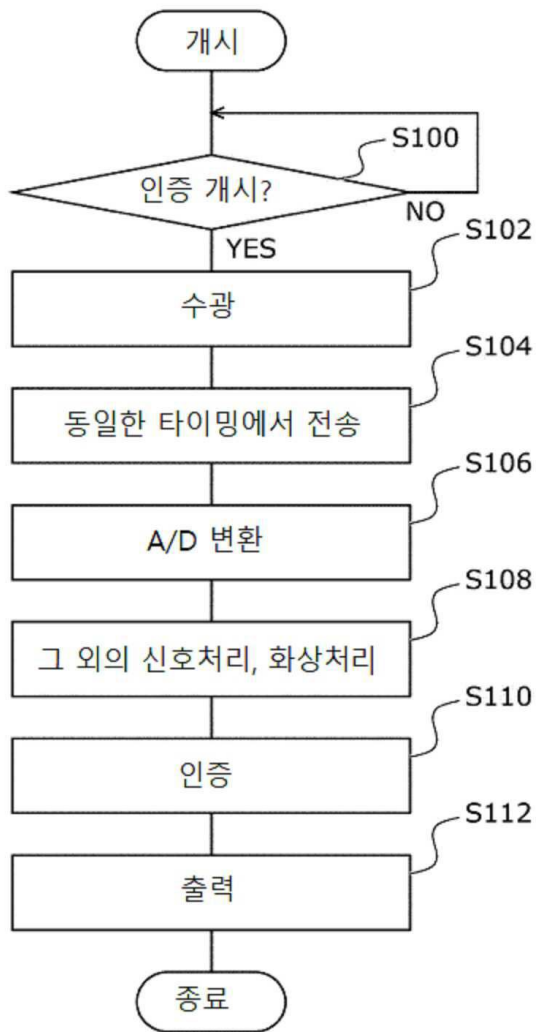 개시
S100
인증 개시?
NO
YES
S102
수광
S104
동일한 타이밍에서 전송
S106
A/D 변환
S108
그 외의 신호처리, 화상처리
S110
인증
S112
출력
종료